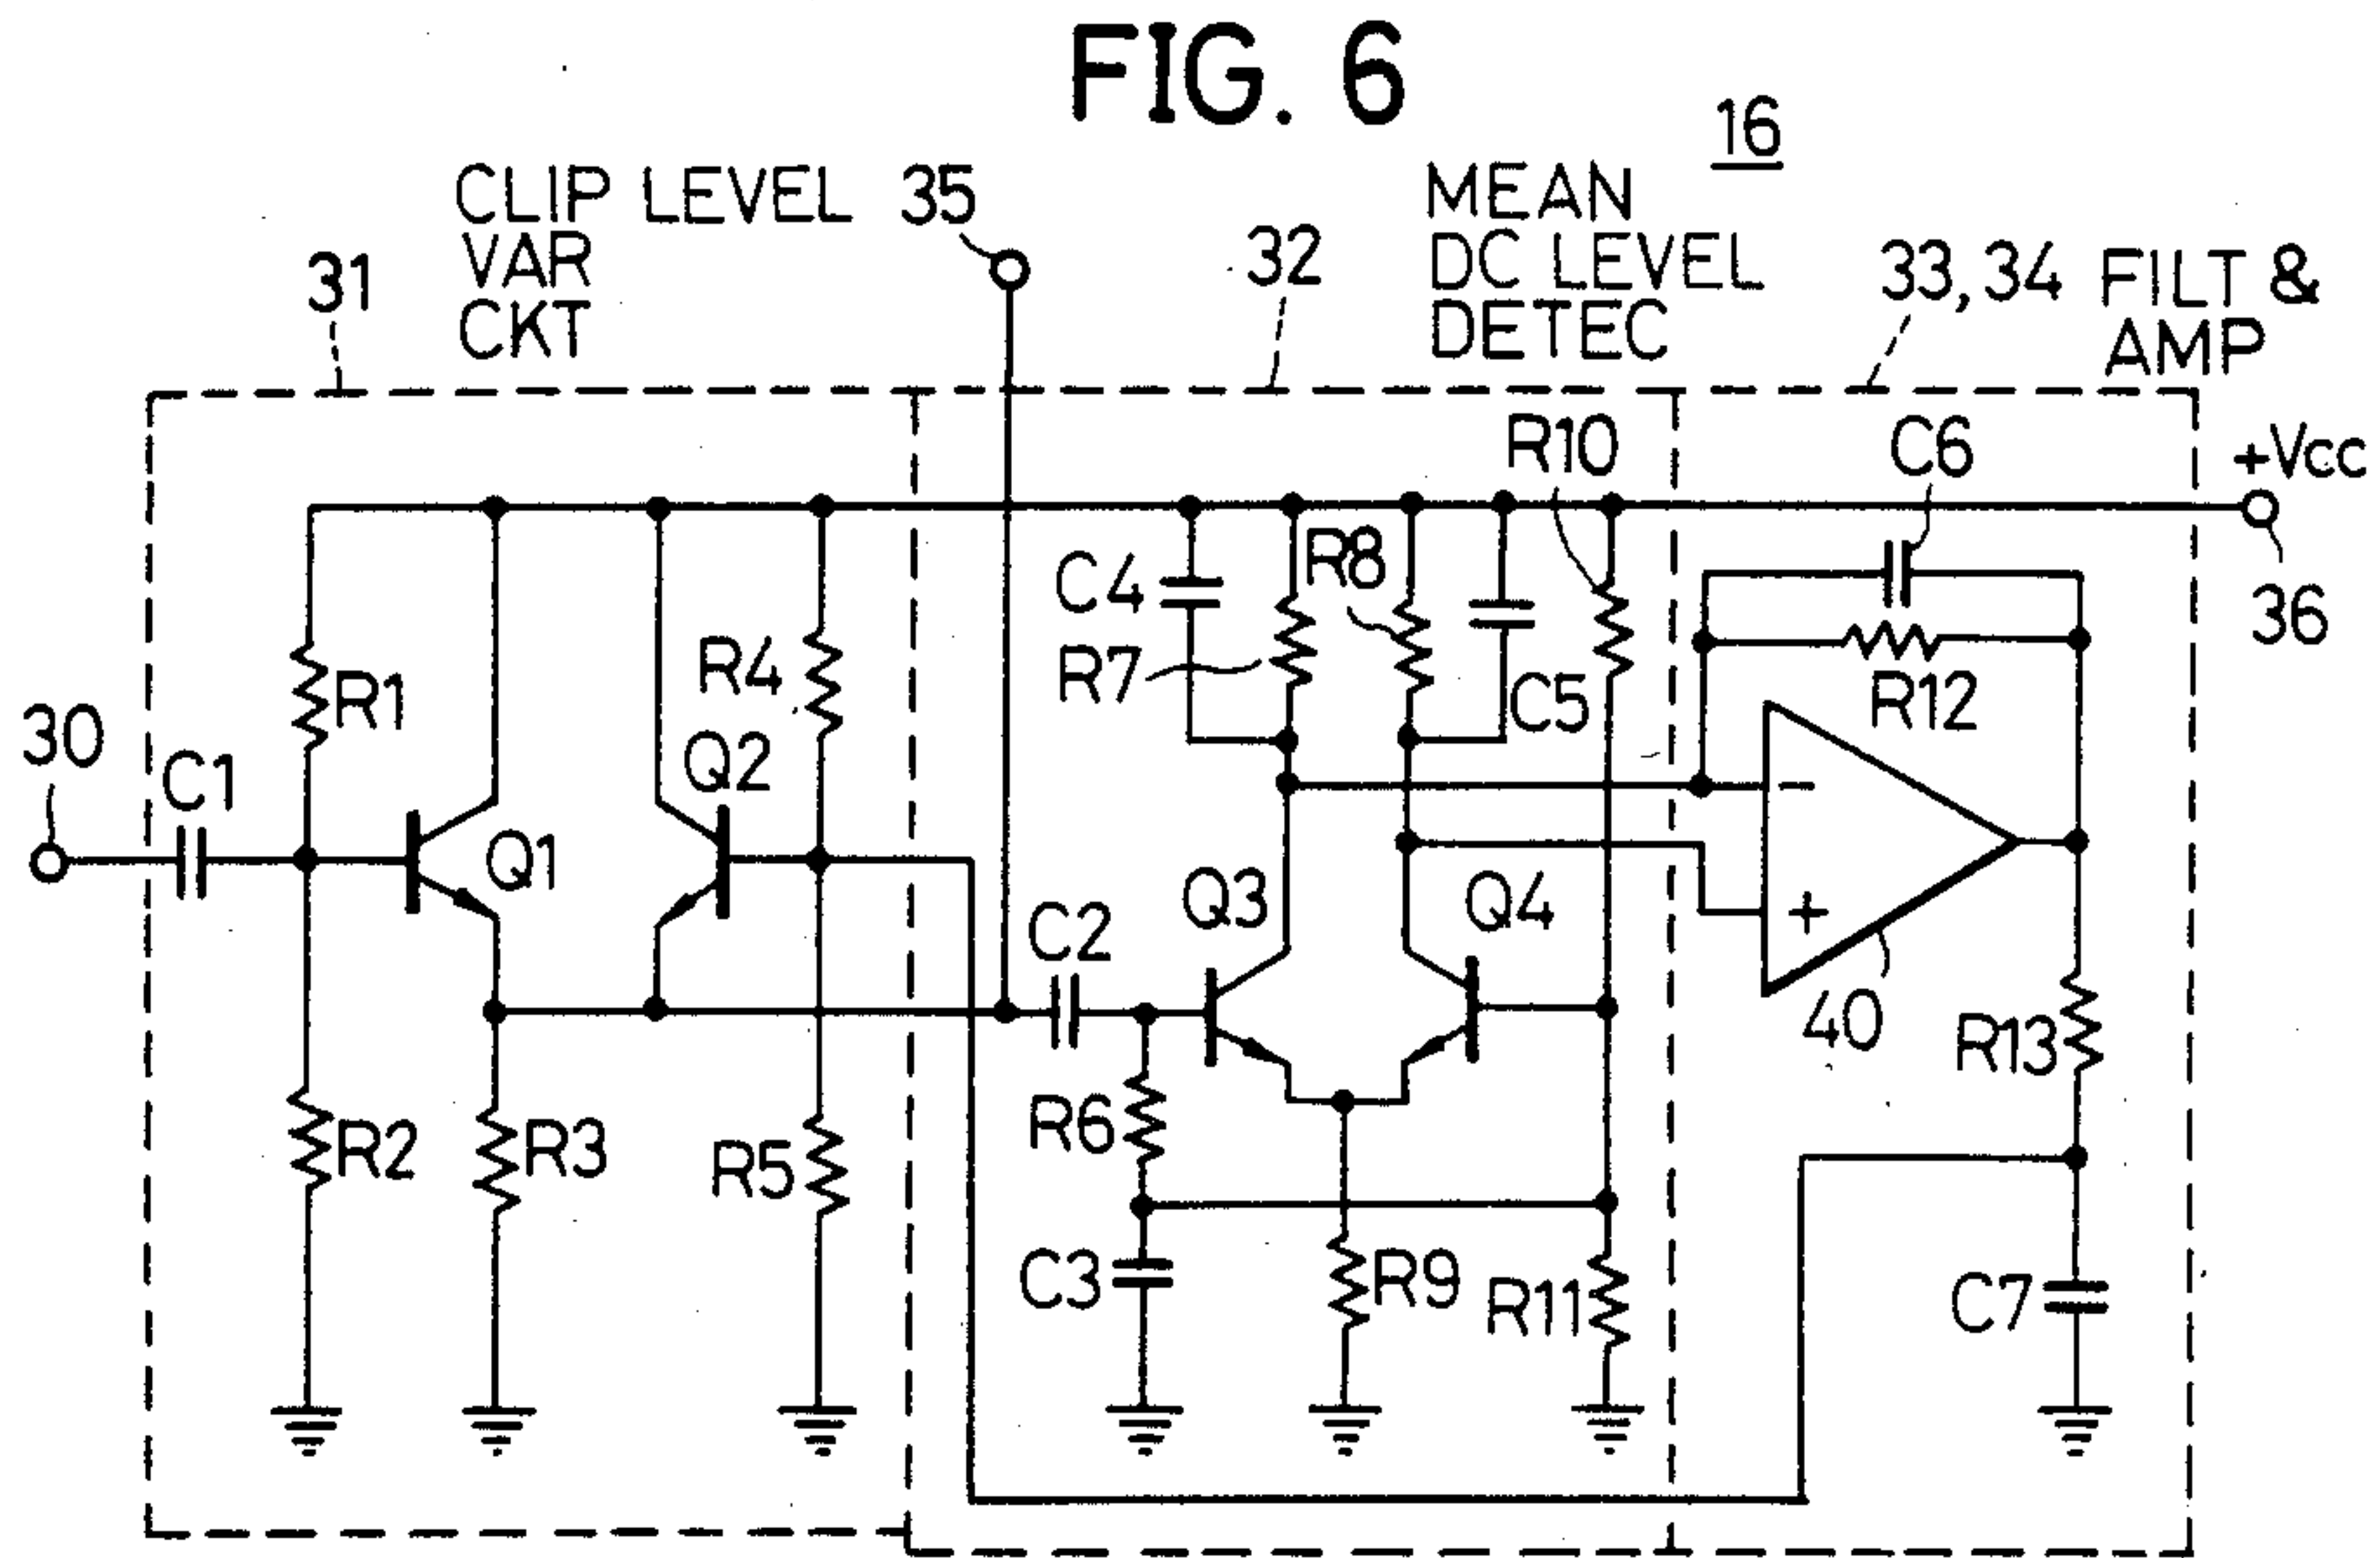 FIG. 6
16
CLIP LEVEL
VAR
CKT
35
MEAN
DC LEVEL
DETEC
31
32
33,34 FILT &
AMP
R10
C6
+Vcc
36
C4
R8
R7
C5
R12
R1
R4
Q2
30
C1
Q1
C2
Q3
Q4
−
+
40
R13
R2
R3
R5
R6
C3
R9
R11
C7